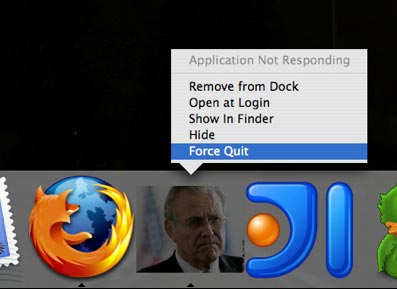 Application Not Responding
Remove from Dock
Open at Login
Show In Finder
Hide
Force Quit